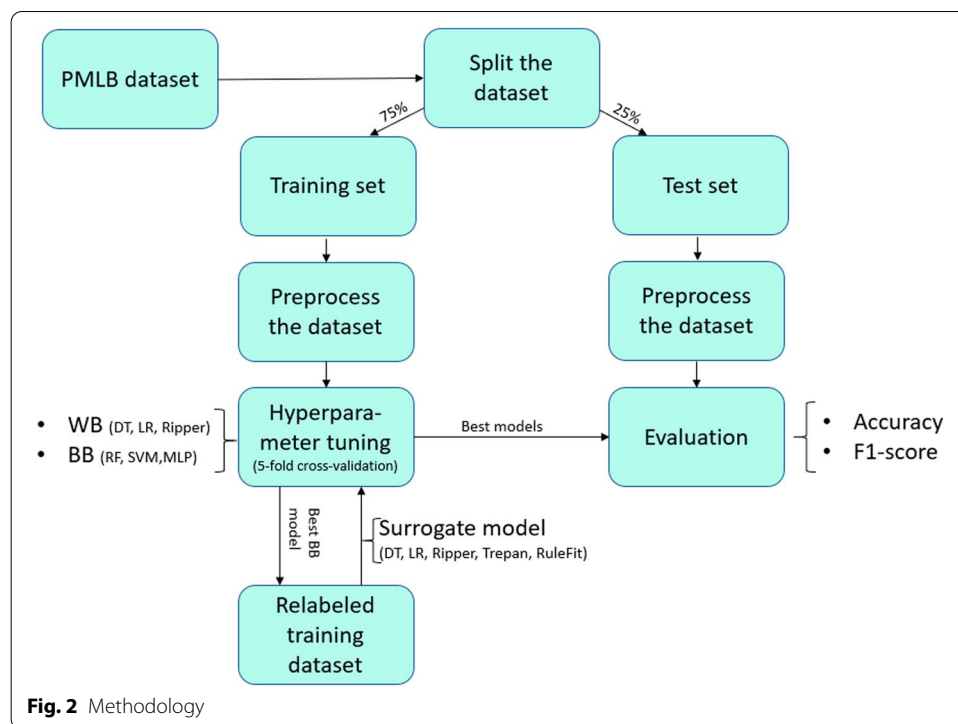 PMLB dataset
Split the
dataset
75%
25%
Training set
Test set
Preprocess
the dataset
Preprocess
the dataset
• WB (DT, LR, Ripper)
• BB (RF, SVM,MLP)
Hyperpara-
meter tuning
(5-fold cross-validation)
Best models
Evaluation
• Accuracy
• F1-score
Best BB
model
Surrogate model
(DT, LR, Ripper, Trepan, RuleFit)
Relabeled
training
dataset
Fig. 2 Methodology